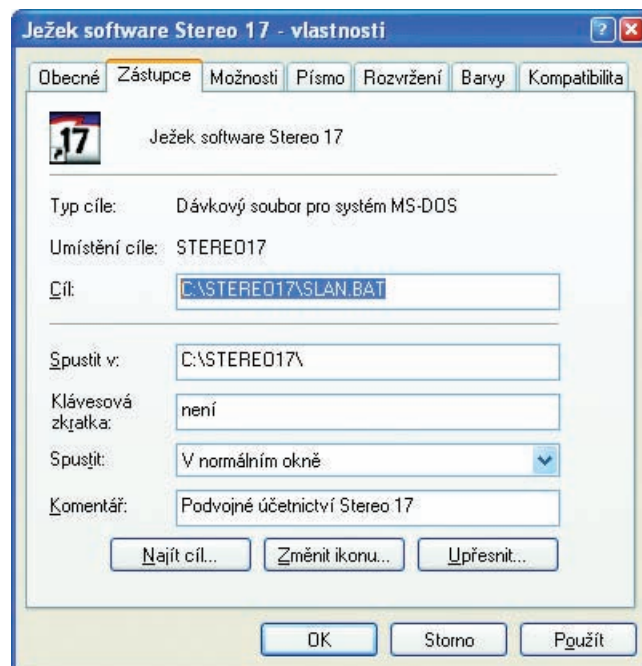 Ježek software Stereo 17 - vlastnosti
Obecné Zástupce Možnosti Písmo Rozvržení Barvy Kompatibilita
17 Ježek software Stereo 17
Typ cíle: Dávkový soubor pro systém MS-DOS
Umístění cíle: STEREO17
Cíl: C:\STEREO17\SLAN.BAT
Spustit v: C:\STEREO17\
Klávesová zkratka: není
Spustit: V normálním okně
Komentář: Podvojné účetnictví Stereo 17
Najít cíl... Změnit ikonu... Upřesnit...
OK Storno Použít